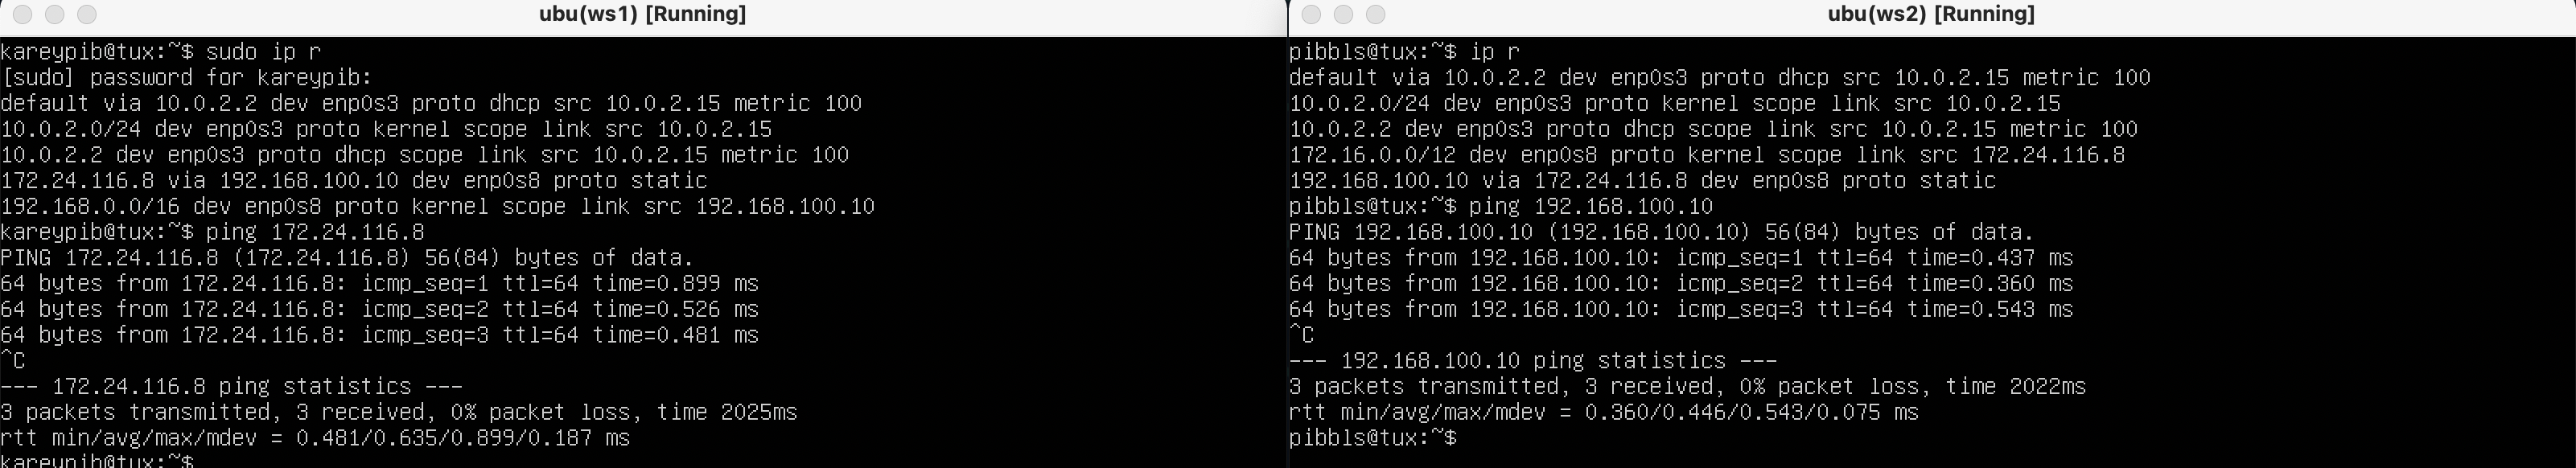 ubu(ws1) [Running]
kareypib@tux:~$ sudo ip r
[sudo] password for kareypib:
default via 10.0.2.2 dev enp0s3 proto dhcp src 10.0.2.15 metric 100
10.0.2.0/24 dev enp0s3 proto kernel scope link src 10.0.2.15
10.0.2.2 dev enp0s3 proto dhcp scope link src 10.0.2.15 metric 100
172.24.116.8 via 192.168.100.10 dev enp0s8 proto static
192.168.0.0/16 dev enp0s8 proto kernel scope link src 192.168.100.10
kareypib@tux:~$ ping 172.24.116.8
PING 172.24.116.8 (172.24.116.8) 56(84) bytes of data.
64 bytes from 172.24.116.8: icmp_seq=1 ttl=64 time=0.899 ms
64 bytes from 172.24.116.8: icmp_seq=2 ttl=64 time=0.526 ms
64 bytes from 172.24.116.8: icmp_seq=3 ttl=64 time=0.481 ms
^C
--- 172.24.116.8 ping statistics ---
3 packets transmitted, 3 received, 0% packet loss, time 2025ms
rtt min/avg/max/mdev = 0.481/0.635/0.899/0.187 ms
kareypib@tux:~$
ubu(ws2) [Running]
pibbls@tux:~$ ip r
default via 10.0.2.2 dev enp0s3 proto dhcp src 10.0.2.15 metric 100
10.0.2.0/24 dev enp0s3 proto kernel scope link src 10.0.2.15
10.0.2.2 dev enp0s3 proto dhcp scope link src 10.0.2.15 metric 100
172.16.0.0/12 dev enp0s8 proto kernel scope link src 172.24.116.8
192.168.100.10 via 172.24.116.8 dev enp0s8 proto static
pibbls@tux:~$ ping 192.168.100.10
PING 192.168.100.10 (192.168.100.10) 56(84) bytes of data.
64 bytes from 192.168.100.10: icmp_seq=1 ttl=64 time=0.437 ms
64 bytes from 192.168.100.10: icmp_seq=2 ttl=64 time=0.360 ms
64 bytes from 192.168.100.10: icmp_seq=3 ttl=64 time=0.543 ms
^C
--- 192.168.100.10 ping statistics ---
3 packets transmitted, 3 received, 0% packet loss, time 2022ms
rtt min/avg/max/mdev = 0.360/0.446/0.543/0.075 ms
pibbls@tux:~$